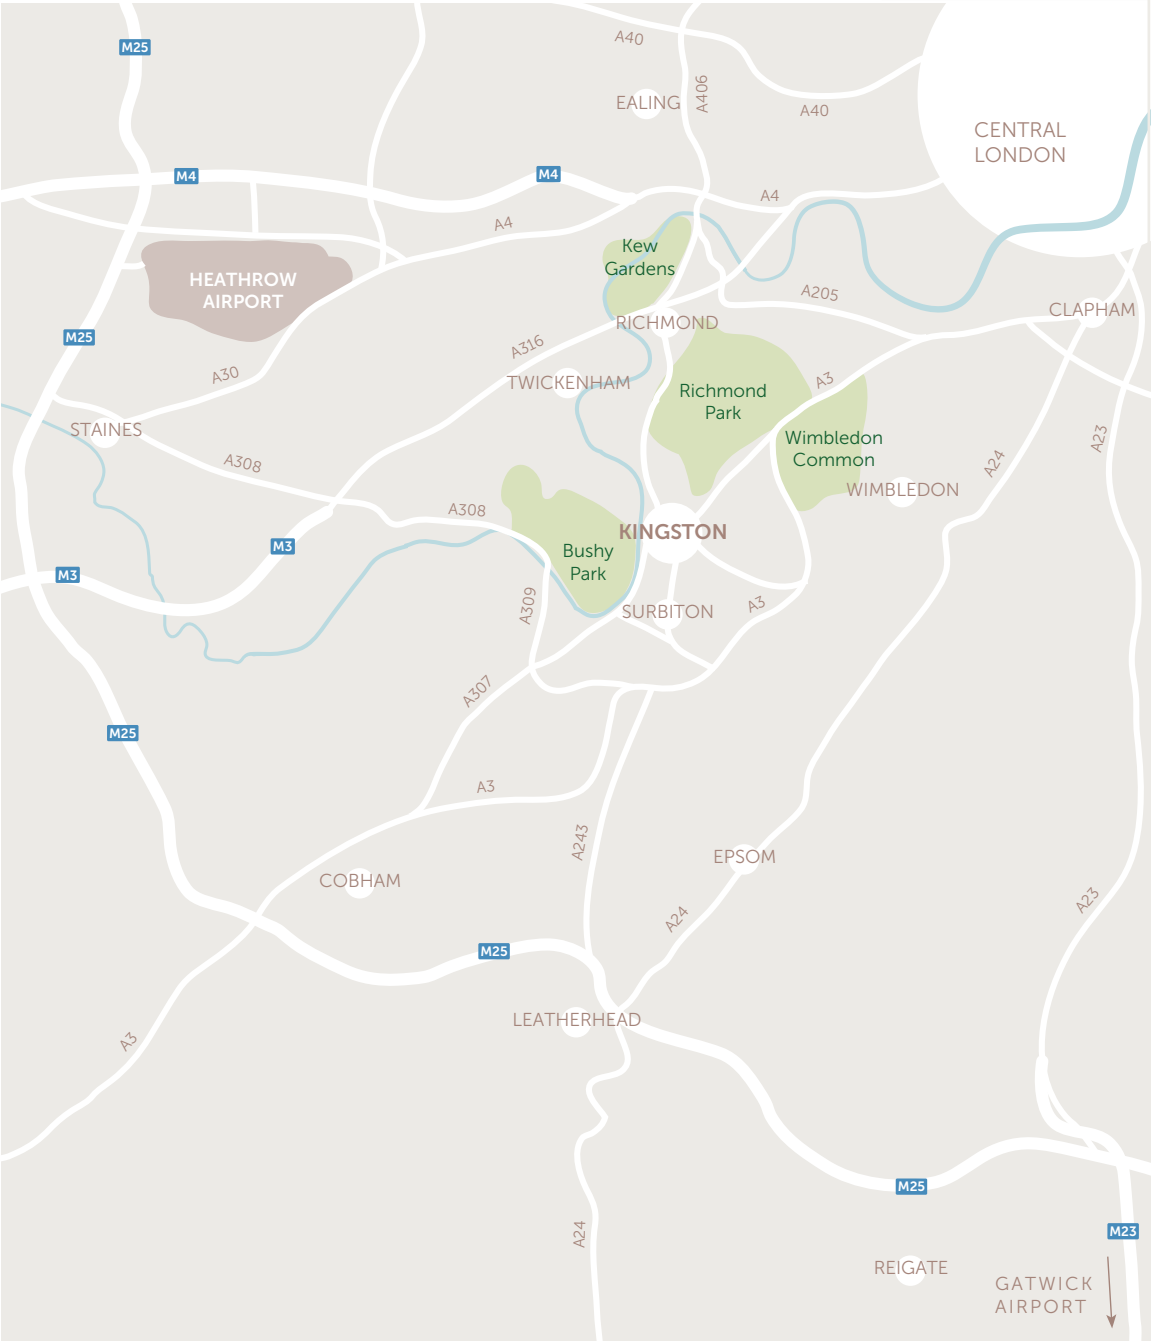 M25
A40
EALING
A406
A40
CENTRAL
LONDON
M4
M4
A4
A4
Kew
Gardens
HEATHROW
AIRPORT
A205
CLAPHAM
RICHMOND
M25
A316
A30
TWICKENHAM
Richmond
Park
A3
STAINES
Wimbledon
Common
A23
A308
A24
WIMBLEDON
A308
KINGSTON
M3
Bushy
Park
M3
A309
SURBITON
A3
A307
M25
A3
A243
EPSOM
COBHAM
A24
A23
M25
LEATHERHEAD
A3
M25
A24
M23
REIGATE
GATWICK
AIRPORT